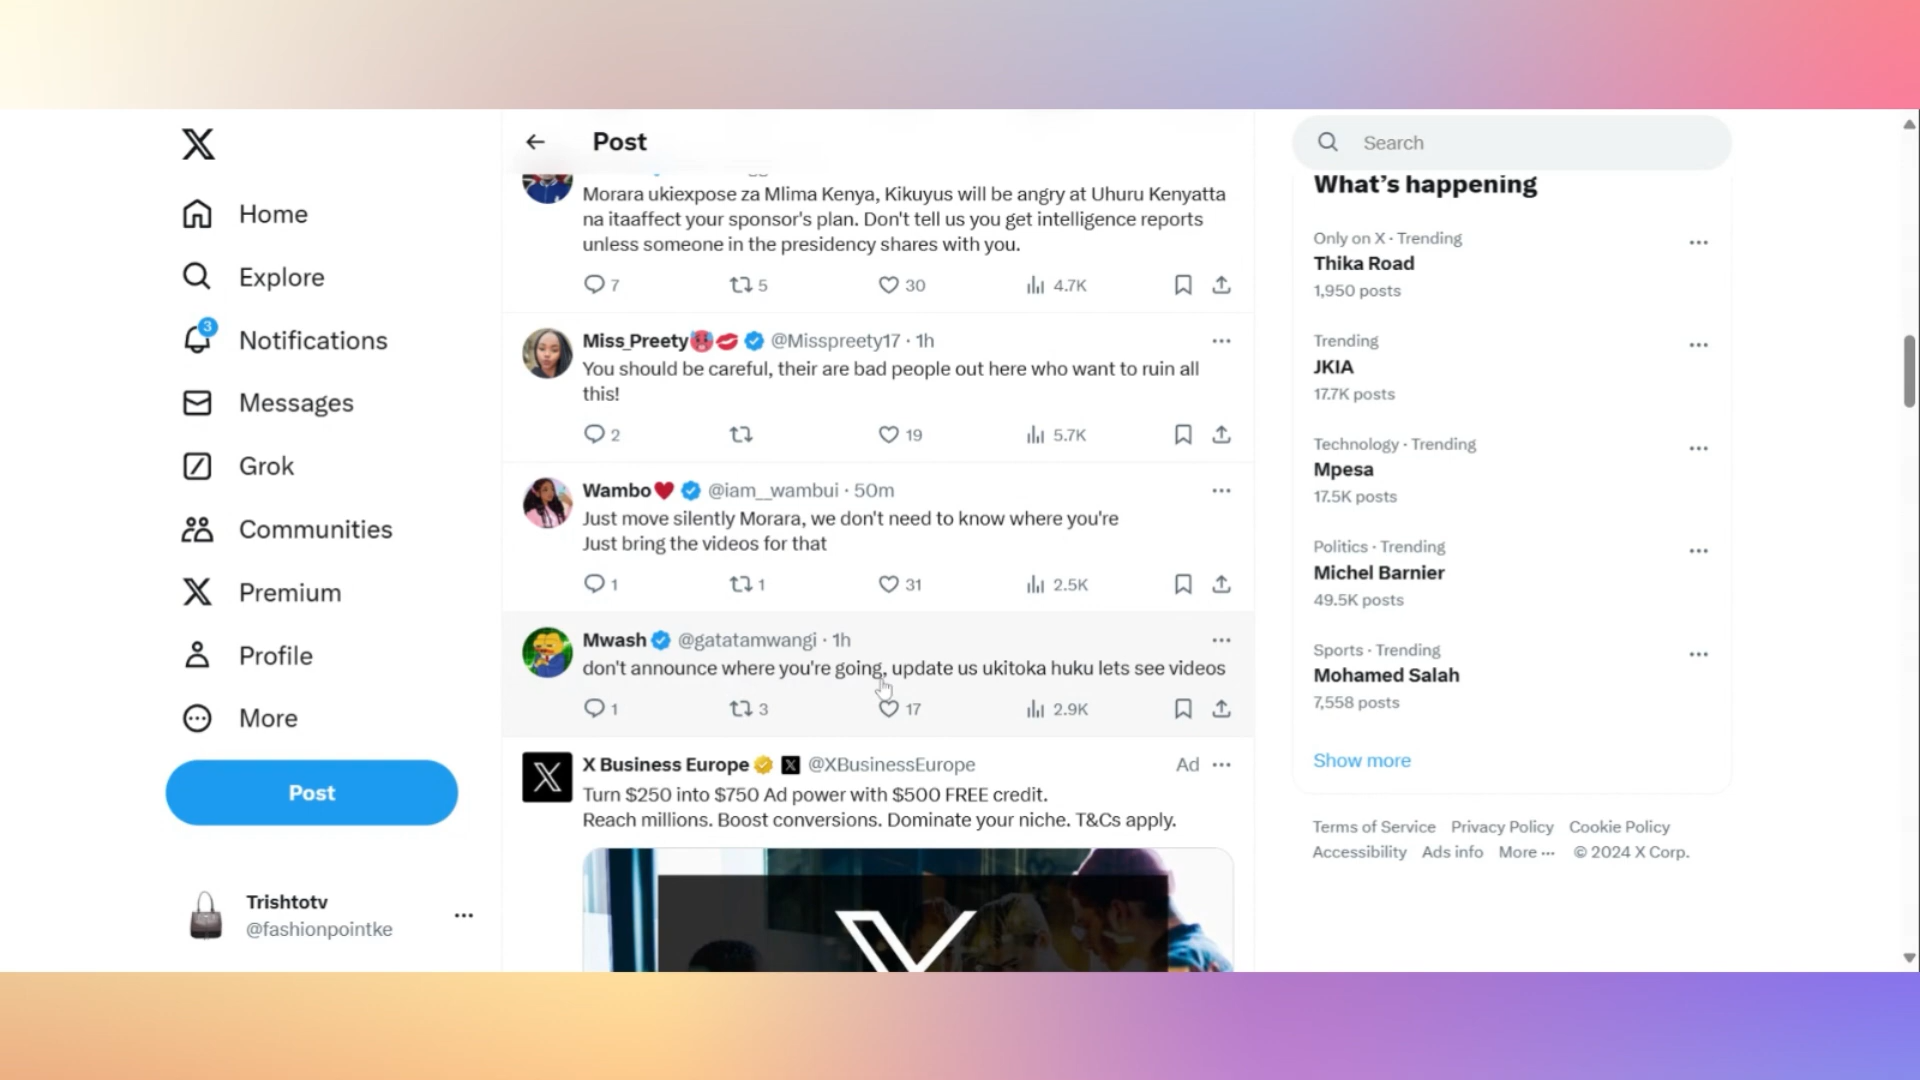 Post
Search
Home
Explore
3
Notifications
Messages
Grok
Communities
Premium
Profile
More
Post
Trishtotv
@fashionpointke
Morara ukiexpose za Mlima Kenya, Kikuyus will be angry at Uhuru Kenyatta
na itaaffect your sponsor's plan. Don't tell us you get intelligence reports
unless someone in the presidency shares with you.
7 5 30 4.7K
Miss_Preety @Misspreety17 · 1h
You should be careful, their are bad people out here who want to ruin all
this!
2 19 5.7K
Wambo @iam__wambui · 50m
Just move silently Morara, we don't need to know where you're
Just bring the videos for that
1 1 31 2.5K
Mwash @gatatamwangi · 1h
don't announce where you're going, update us ukitoka huku lets see videos
1 3 17 2.9K
X Business Europe @XBusinessEurope Ad
Turn $250 into $750 Ad power with $500 FREE credit.
Reach millions. Boost conversions. Dominate your niche. T&Cs apply.
What's happening
Only on X · Trending
Thika Road
1,950 posts
Trending
JKIA
17.7K posts
Technology · Trending
Mpesa
17.5K posts
Politics · Trending
Michel Barnier
49.5K posts
Sports · Trending
Mohamed Salah
7,558 posts
Show more
Terms of Service Privacy Policy Cookie Policy
Accessibility Ads info More ··· © 2024 X Corp.